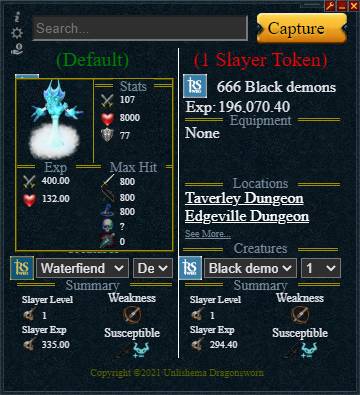 Search...
Capture
(Default)
(1 Slayer Token)
Stats
107
8000
77
Exp
400.00
132.00
Max Hit
800
800
800
?
0
RS WIKI
666 Black demons
Exp: 196,070.40
Equipment
None
Locations
Taverley Dungeon
Edgeville Dungeon
See More...
Creatures
Waterfiend
De
Black demo
1
Summary
Slayer Level
1
Slayer Exp
335.00
Weakness
Susceptible
Summary
Slayer Level
1
Slayer Exp
294.40
Weakness
Susceptible
Copyright ©2021 Unlishema Dragonsworn